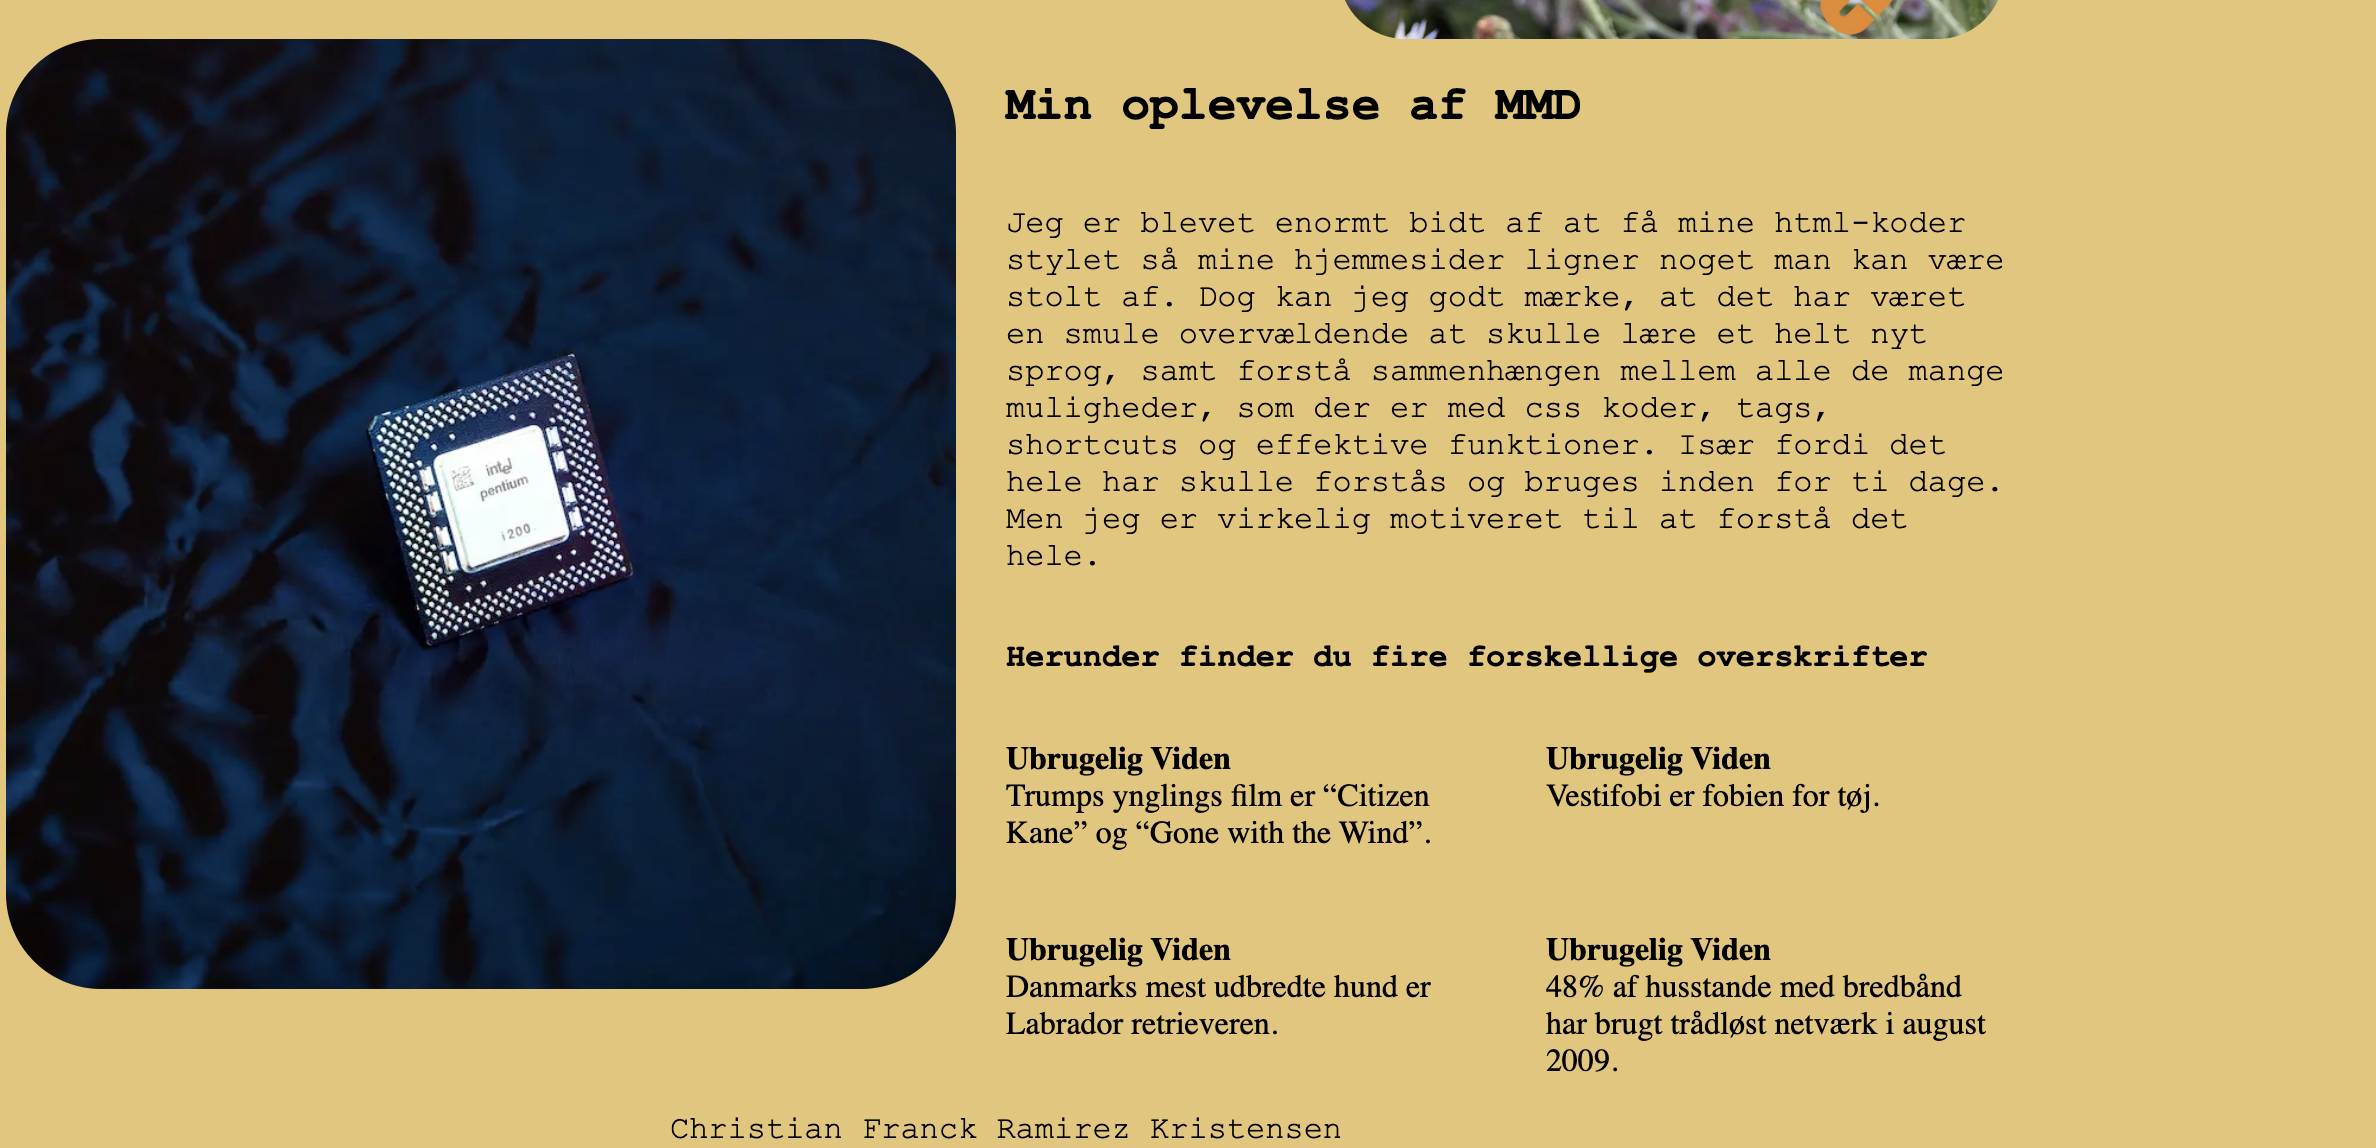 intel
pentium
i200
Min oplevelse af MMD
Jeg er blevet enormt bidt af at få mine html-koder
stylet så mine hjemmesider ligner noget man kan være
stolt af. Dog kan jeg godt mærke, at det har været
en smule overvældende at skulle lære et helt nyt
sprog, samt forstå sammenhængen mellem alle de mange
muligheder, som der er med css koder, tags,
shortcuts og effektive funktioner. Især fordi det
hele har skulle forstås og bruges inden for ti dage.
Men jeg er virkelig motiveret til at forstå det
hele.
Herunder finder du fire forskellige overskrifter
Ubrugelig Viden
Trumps ynglings film er “Citizen
Kane” og “Gone with the Wind”.
Ubrugelig Viden
Vestifobi er fobien for tøj.
Ubrugelig Viden
Danmarks mest udbredte hund er
Labrador retrieveren.
Ubrugelig Viden
48% af husstande med bredbånd
har brugt trådløst netværk i august
2009.
Christian Franck Ramirez Kristensen